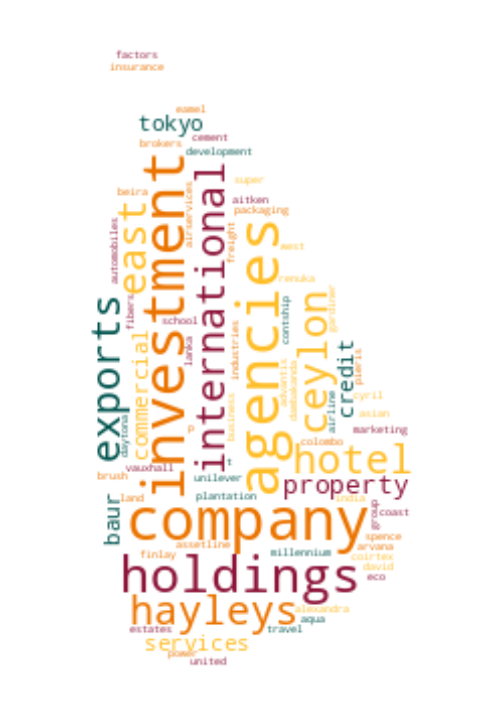 factors
insurance
eamel
tokyo
cement
brokers
development
investment
international
super
beira
airservices
aitken
packaging
east
automobiles
freight
agencies
west
fibers
renuka
gardiner
exports
ceylon
contship
school
lanka
industries
commercial
credit
airline
pieris
advantis
dambakanda
cyril
asian
business
p
marketing
daytona
colombo
hotel
t
vauxhall
brush
unilever
property
land
plantation
india
baur
company
group
coast
spence
assetline
arvana
finlay
millennium
coirtex
david
holdings
eco
hayleys
alexandra
aqua
estates
travel
services
power
united